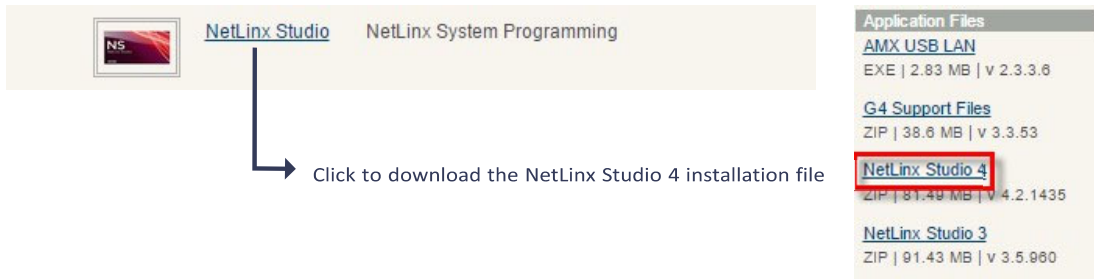 NS
NetLinx Studio NetLinx System Programming
Click to download the NetLinx Studio 4 installation file
Application Files
AMX USB LAN
EXE | 2.83 MB | v 2.3.3.6
G4 Support Files
ZIP | 38.6 MB | v 3.3.53
NetLinx Studio 4
ZIP | 81.49 MB | v 4.2.1435
NetLinx Studio 3
ZIP | 91.43 MB | v 3.5.960